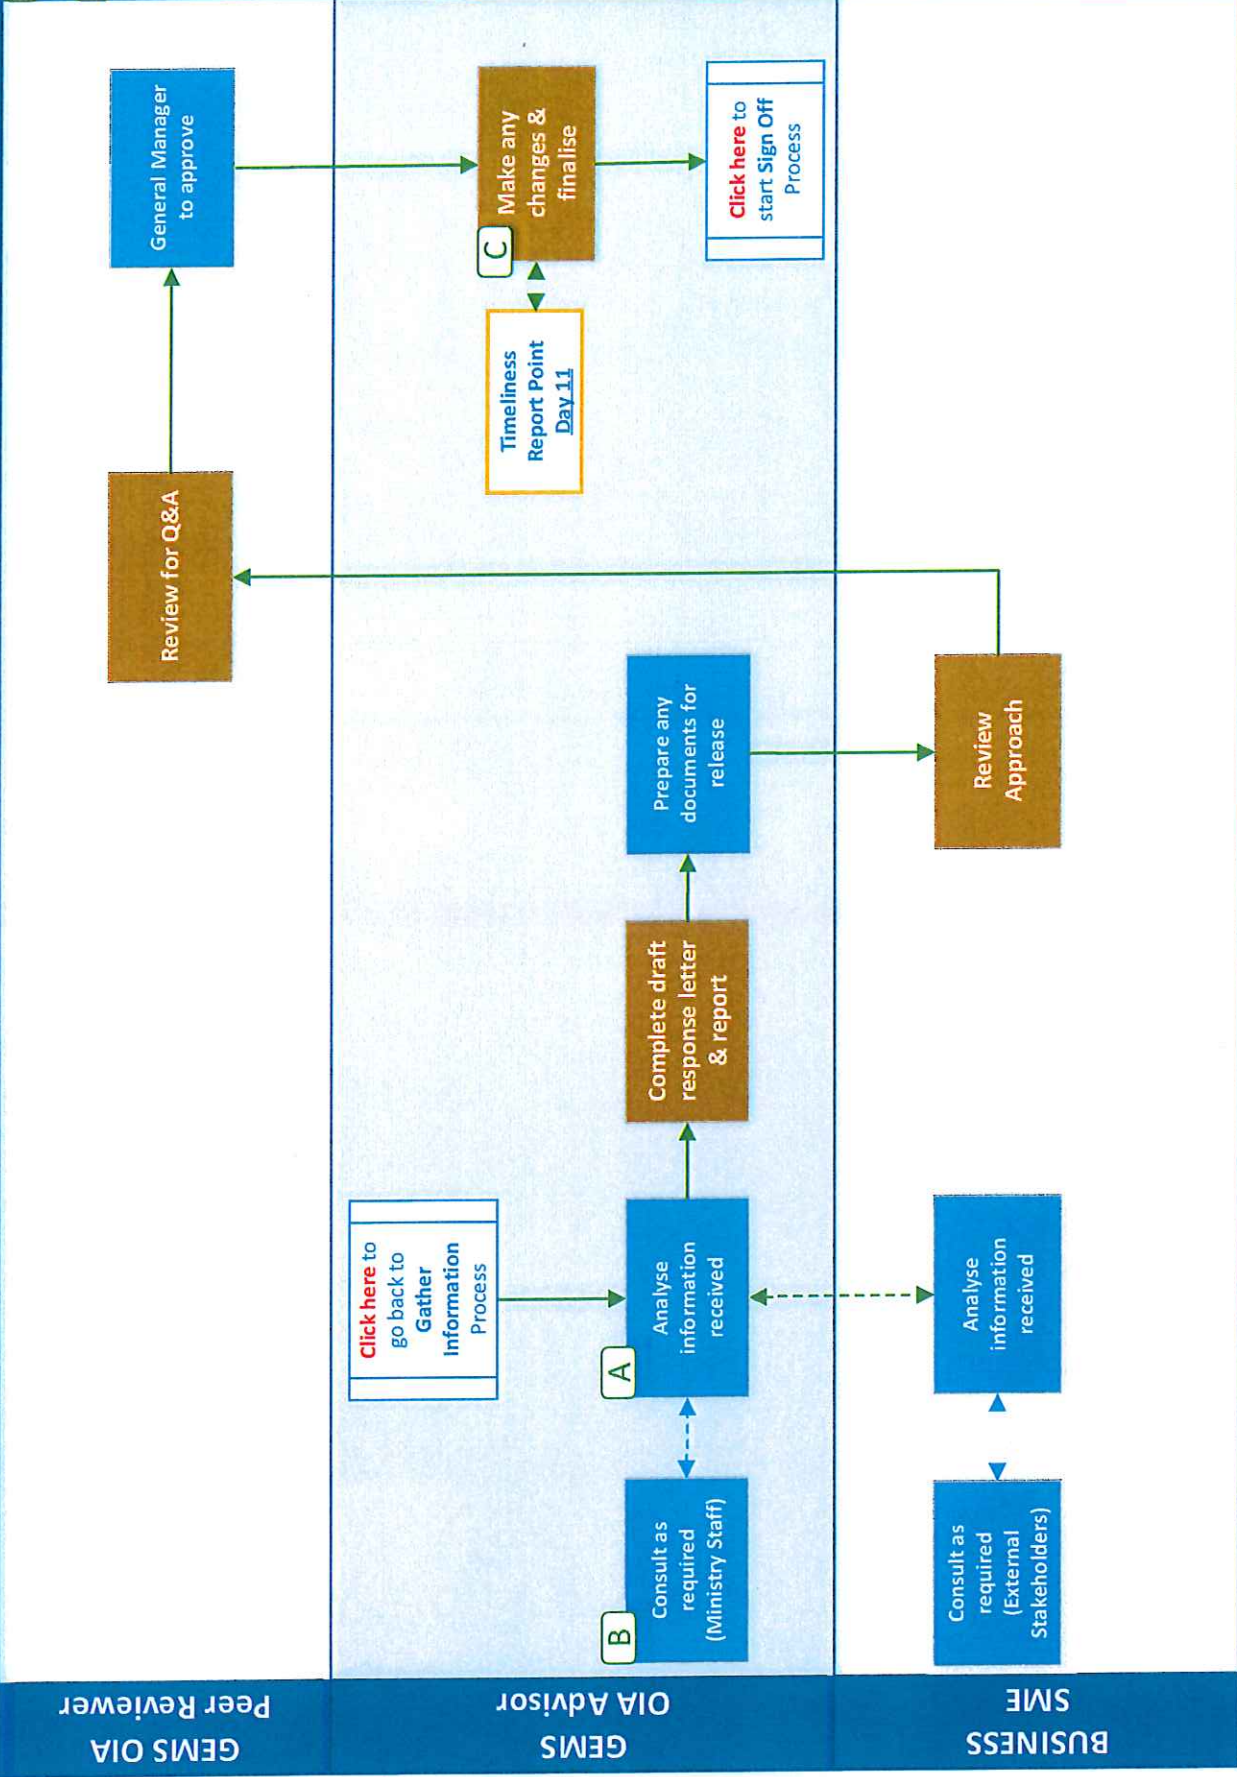 GEMS OIA
Peer Reviewer
Review for Q&A
General Manager
to approve
GEMS
OIA Advisor
Click here to
go back to
Gather
Information
Process
B
Consult as
required
(Ministry Staff)
A
Analyse
information
received
Complete draft
response letter
& report
Prepare any
documents for
release
Timeliness
Report Point
Day 11
C
Make any
changes &
finalise
Click here to
start Sign Off
Process
BUSINESS
SME
Consult as
required
(External
Stakeholders)
Analyse
information
received
Review
Approach